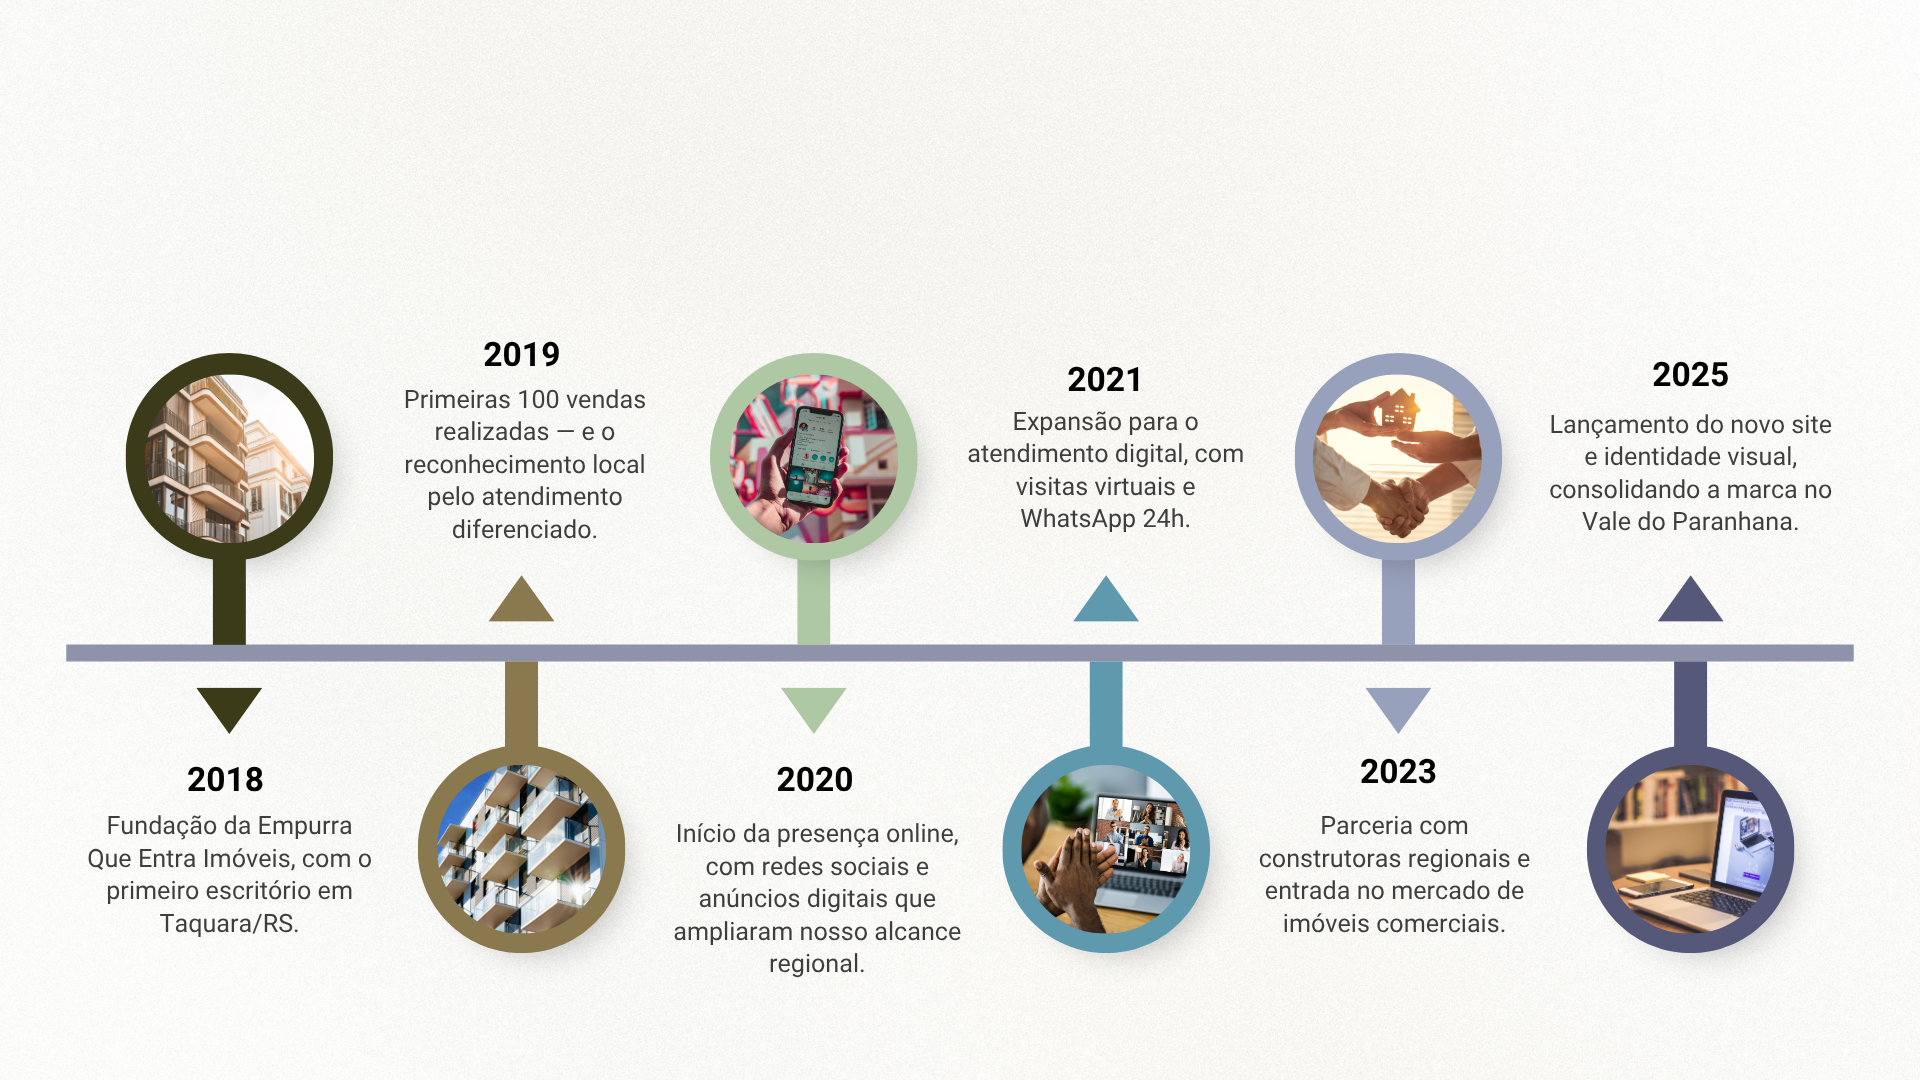 2019
Primeiras 100 vendas
realizadas — e o
reconhecimento local
pelo atendimento
diferenciado.
2021
Expansão para o
atendimento digital, com
visitas virtuais e
WhatsApp 24h.
2025
Lançamento do novo site
e identidade visual,
consolidando a marca no
Vale do Paranhana.
2018
Fundação da Empurra
Que Entra Imóveis, com o
primeiro escritório em
Taquara/RS.
2020
Início da presença online,
com redes sociais e
anúncios digitais que
ampliaram nosso alcance
regional.
2023
Parceria com
construtoras regionais e
entrada no mercado de
imóveis comerciais.